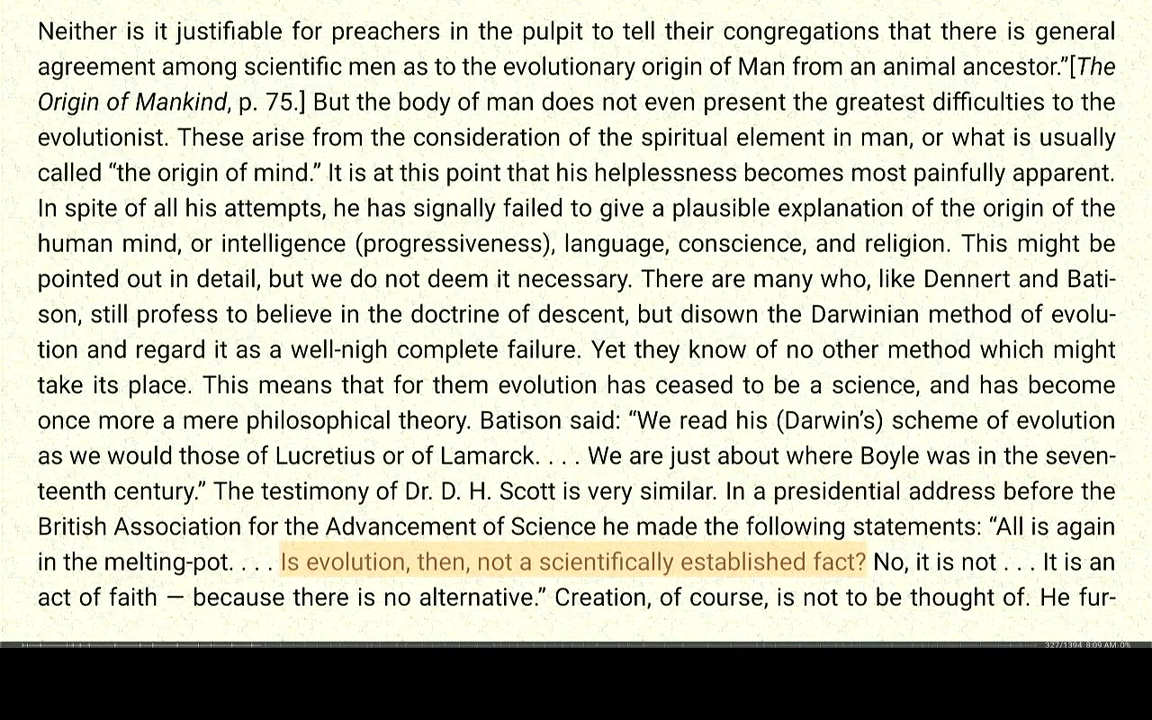 Neither is it justifiable for preachers in the pulpit to tell their congregations that there is general
agreement among scientific men as to the evolutionary origin of Man from an animal ancestor.”[The
Origin of Mankind, p. 75.] But the body of man does not even present the greatest difficulties to the
evolutionist. These arise from the consideration of the spiritual element in man, or what is usually
called “the origin of mind.” It is at this point that his helplessness becomes most painfully apparent.
In spite of all his attempts, he has signally failed to give a plausible explanation of the origin of the
human mind, or intelligence (progressiveness), language, conscience, and religion. This might be
pointed out in detail, but we do not deem it necessary. There are many who, like Dennert and Bati-
son, still profess to believe in the doctrine of descent, but disown the Darwinian method of evolu-
tion and regard it as a well-nigh complete failure. Yet they know of no other method which might
take its place. This means that for them evolution has ceased to be a science, and has become
once more a mere philosophical theory. Batison said: “We read his (Darwin’s) scheme of evolution
as we would those of Lucretius or of Lamarck. . . . We are just about where Boyle was in the seven-
teenth century.” The testimony of Dr. D. H. Scott is very similar. In a presidential address before the
British Association for the Advancement of Science he made the following statements: “All is again
in the melting-pot. . . . Is evolution, then, not a scientifically established fact? No, it is not . . . It is an
act of faith — because there is no alternative.” Creation, of course, is not to be thought of. He fur-
327/1394 8:09 AM 0%